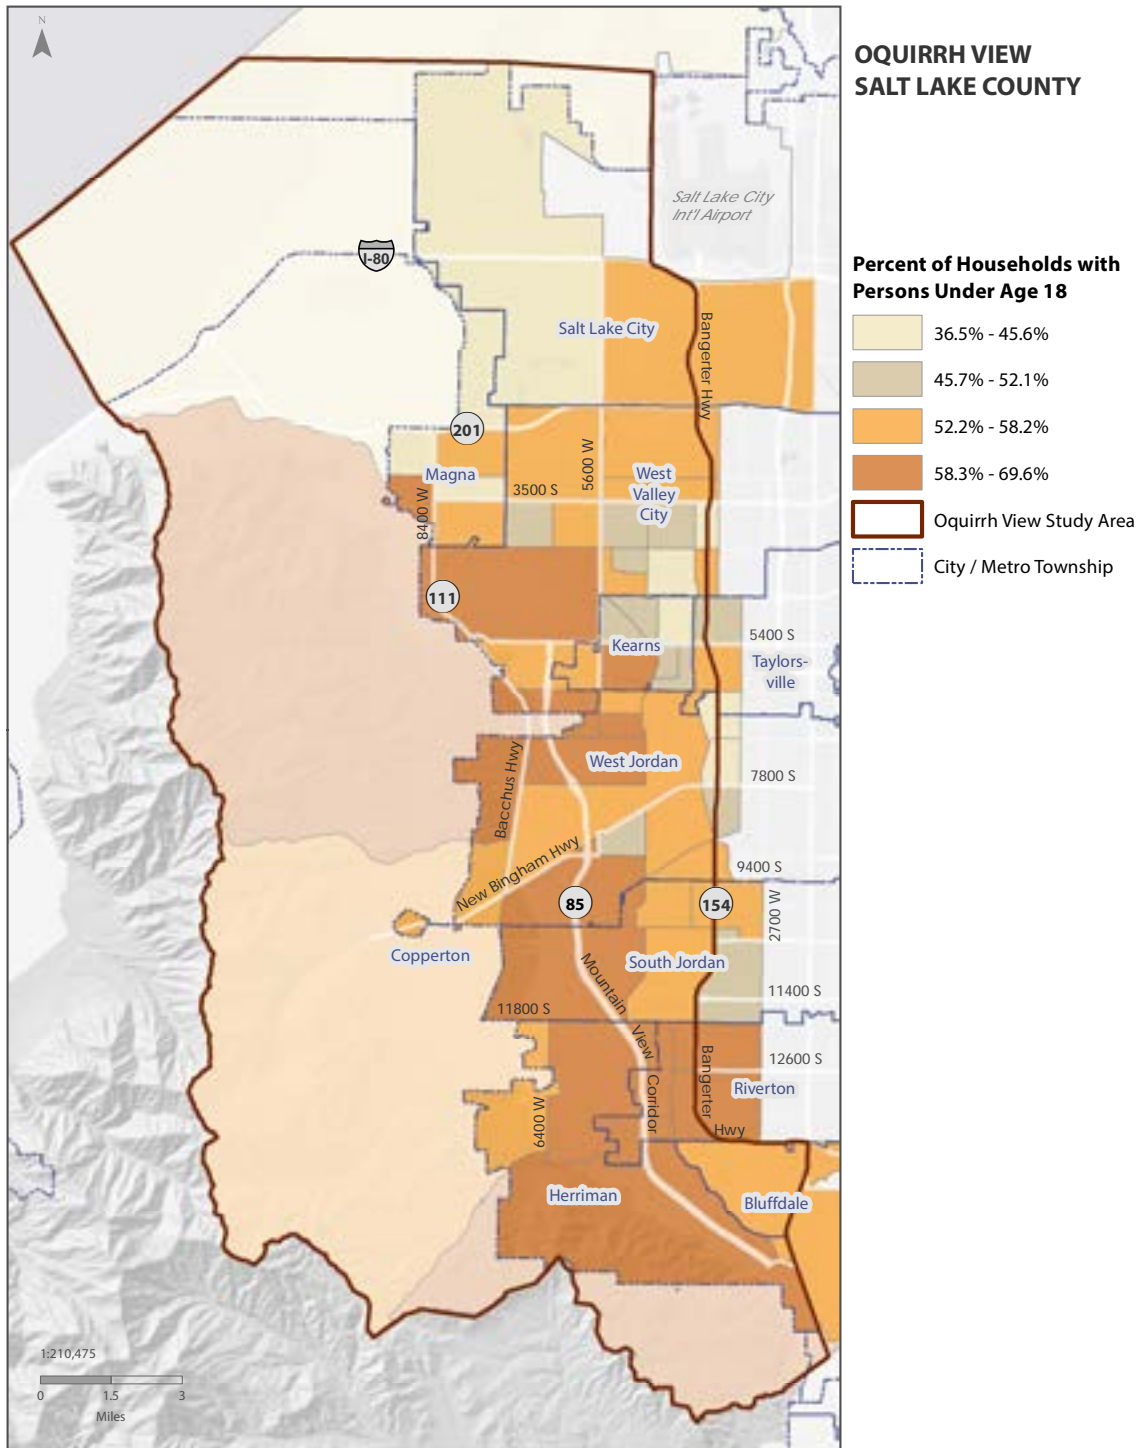 N
OQUIRRH VIEW
SALT LAKE COUNTY
Salt Lake City
Int'l Airport
I-80
Percent of Households with
Persons Under Age 18
36.5% - 45.6%
45.7% - 52.1%
52.2% - 58.2%
58.3% - 69.6%
Oquirrh View Study Area
City / Metro Township
Salt Lake City
Bangerter Hwy
201
Magna
5600 W
West
Valley
City
3500 S
8400 W
111
Kearns
5400 S
Taylors-
ville
West Jordan
Bacchus Hwy
7800 S
New Bingham Hwy
9400 S
85
154
2700 W
Copperton
South Jordan
Mountain
View
Corridor
11400 S
11800 S
12600 S
Bangerter
Hwy
Riverton
6400 W
Herriman
Bluffdale
1:210,475
0 1.5 3
Miles